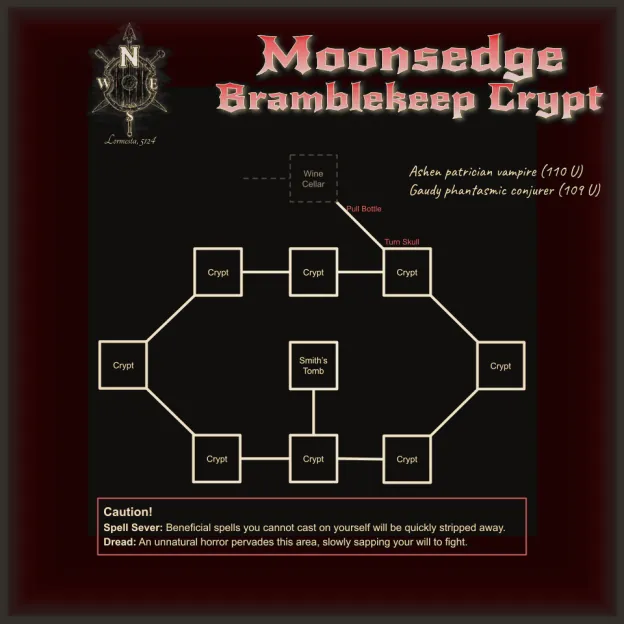 N
Moonsedge
W
E
Bramblekeep Crypt
S
Lormesta, 5124
Wine
Cellar
Ashen patrician vampire (110 U)
Gaudy phantasmic conjurer (109 U)
Pull Bottle
Turn Skull
Crypt
Crypt
Crypt
Crypt
Smith's
Tomb
Crypt
Crypt
Crypt
Crypt
Caution!
Spell Sever: Beneficial spells you cannot cast on yourself will be quickly stripped away.
Dread: An unnatural horror pervades this area, slowly sapping your will to fight.